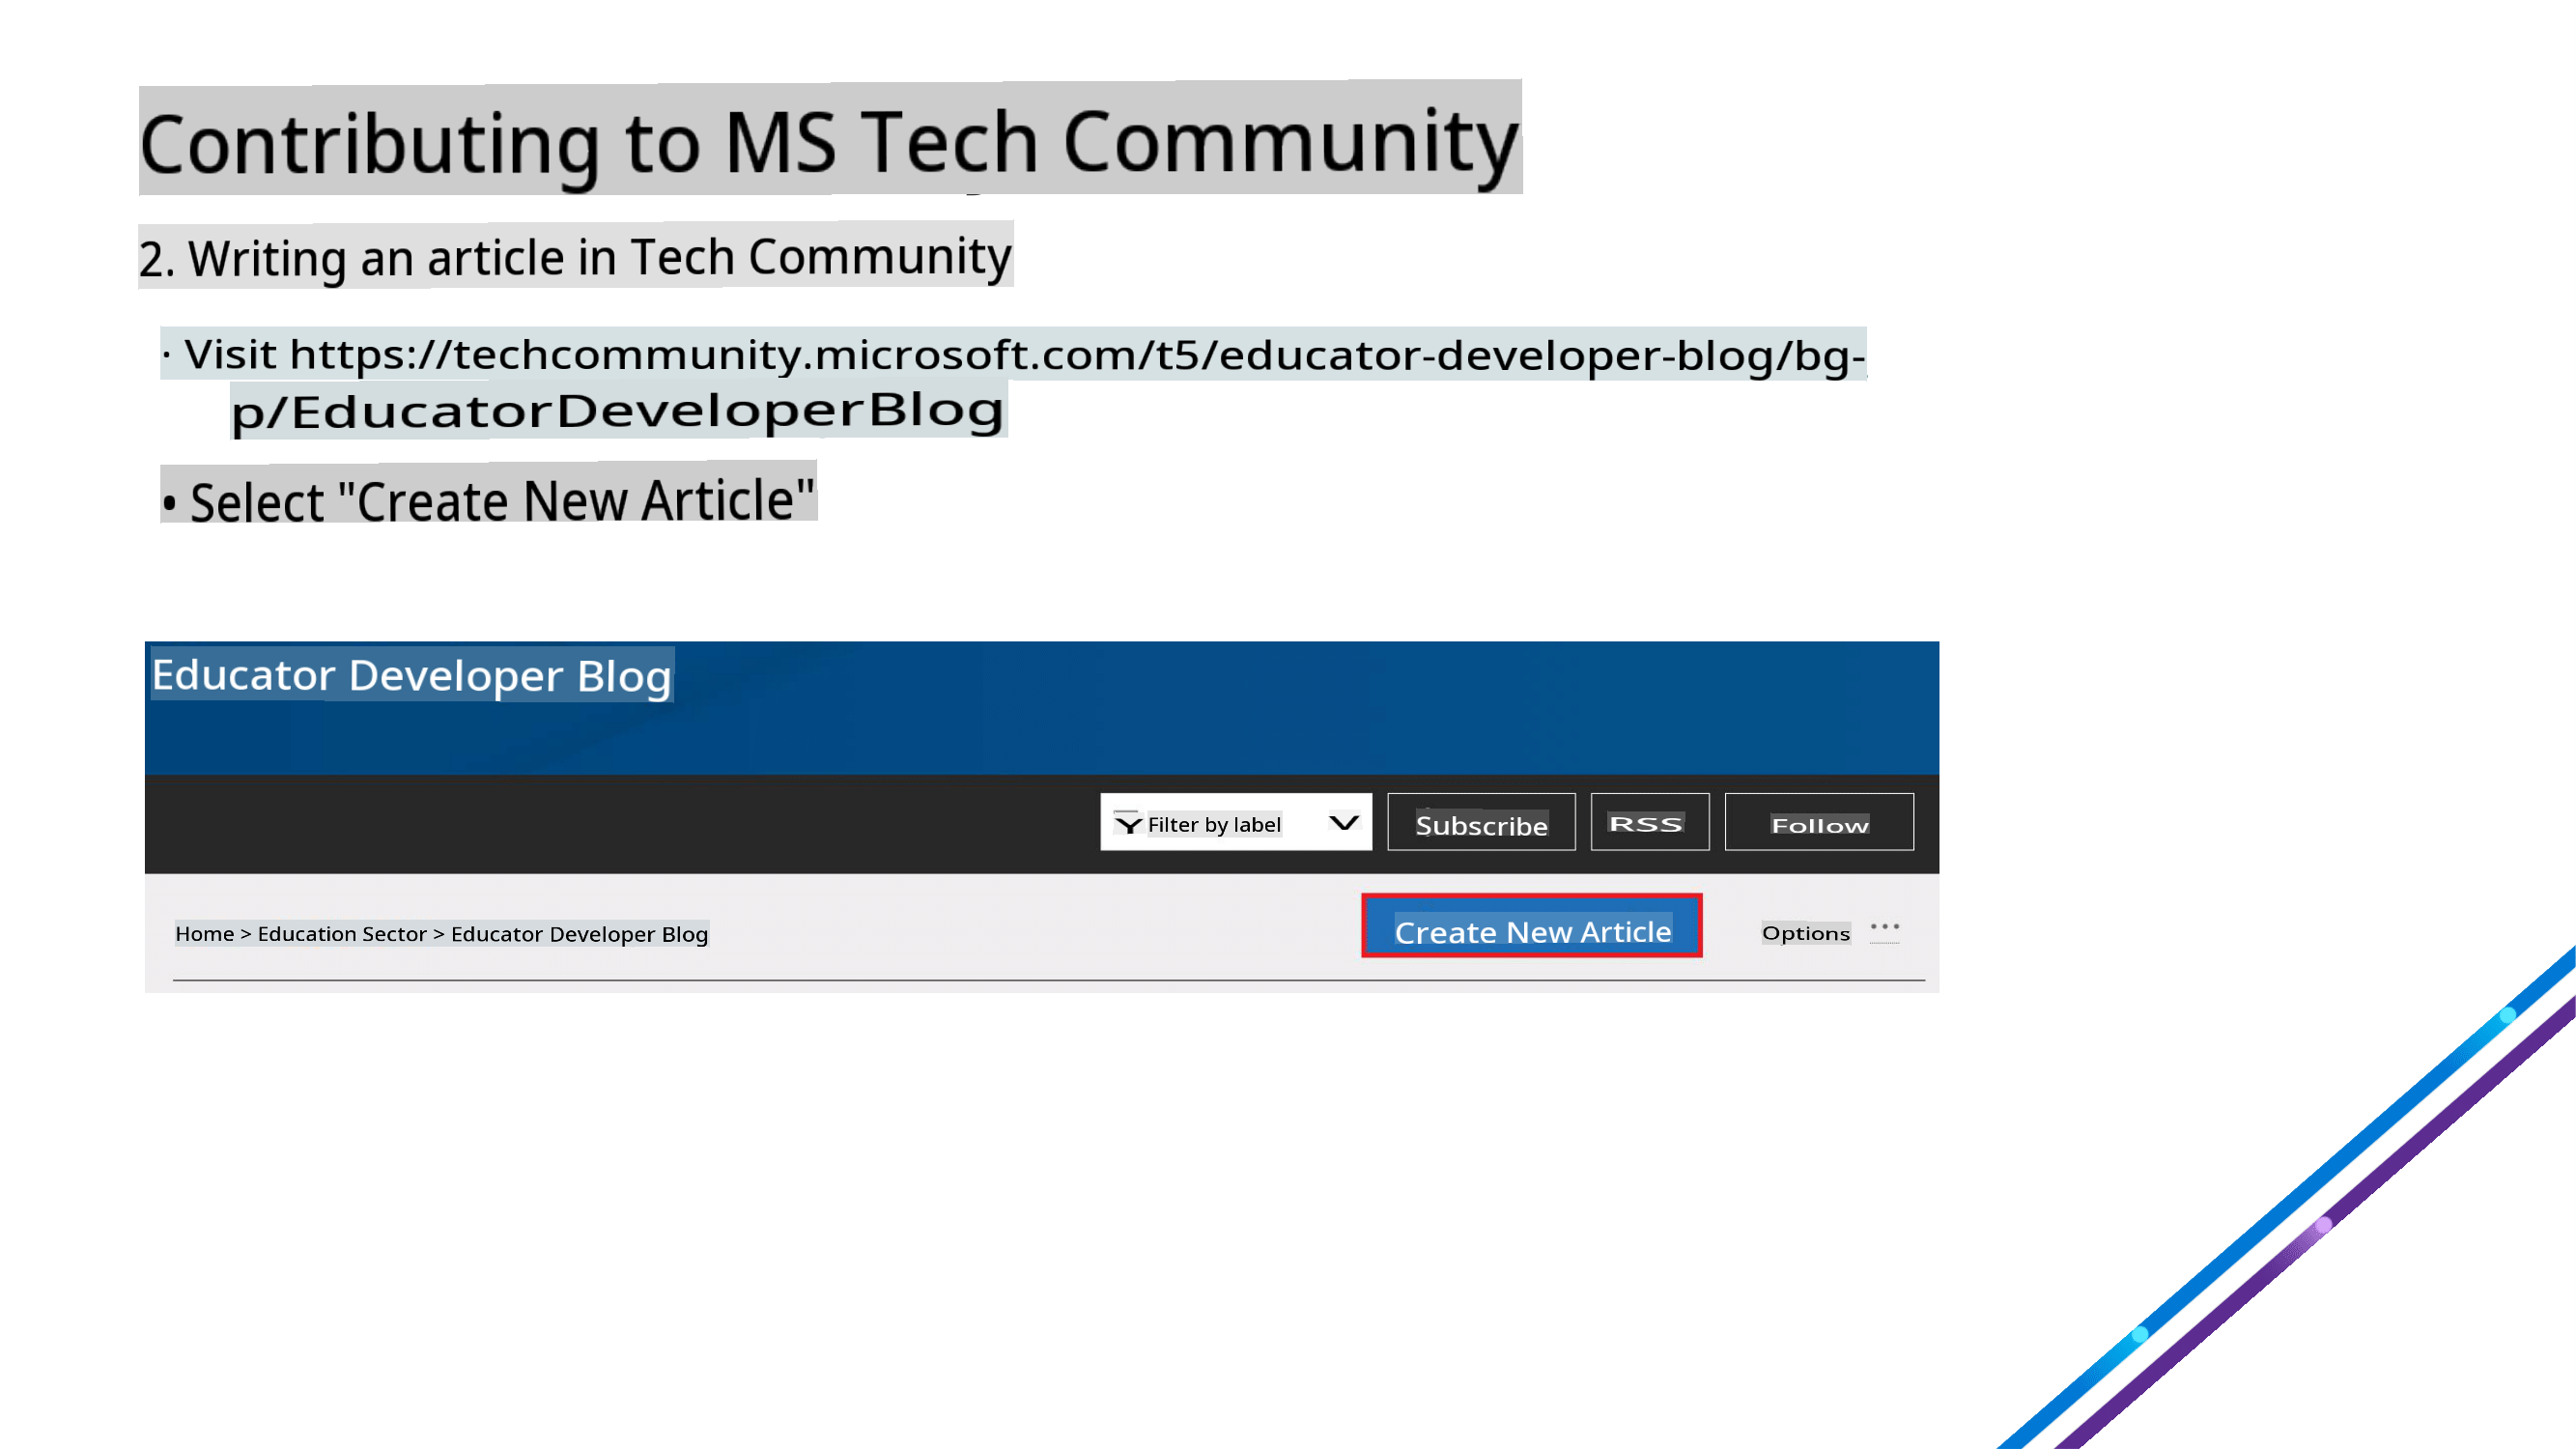 Contributing to MS Tech Community
2. Writing an article in Tech Community
· Visit https://techcommunity.microsoft.com/t5/educator-developer-blog/bg-
p/EducatorDeveloperBlog
• Select "Create New Article"
Educator Developer Blog
Filter by label
Subscribe
RSS
Follow
Home > Education Sector > Educator Developer Blog
Create New Article
Options